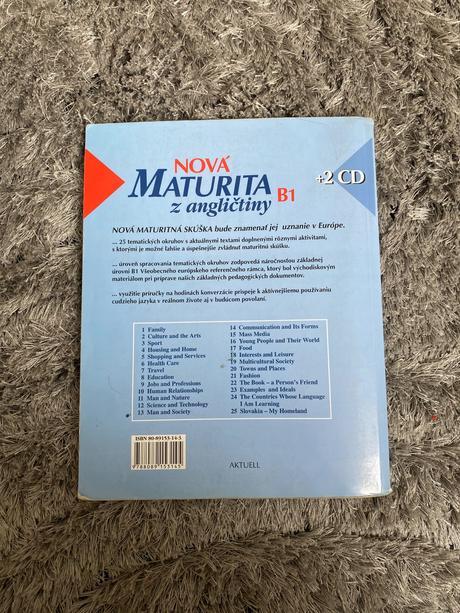 NOVÁ
MATURITA
z angličtiny B1
+2 CD
NOVÁ MATURITNÁ SKÚŠKA bude znamenať jej uznanie v Európe.
... 25 tematických okruhov s aktuálnymi textami doplnenými rôznymi aktivitami,
s ktorými je možné ľahšie a úspešnejšie zvládnuť maturitnú skúšku.
... úroveň spracovania tematických okruhov zodpovedá náročnosťou základnej
úrovni B1 Všeobecného európskeho referenčného rámca, ktorý bol východiskovým
materiálom pri príprave našich základných pedagogických dokumentov.
... využitie príručky na hodinách konverzácie prispeje k aktívnejšiemu používaniu
cudzieho jazyka v reálnom živote aj v budúcom povolaní.
1 Family
2 Culture and the Arts
3 Sport
4 Housing and Home
5 Shopping and Services
6 Health Care
7 Travel
8 Education
9 Jobs and Professions
10 Human Relationships
11 Man and Nature
12 Science and Technology
13 Man and Society
14 Communication and Its Forms
15 Mass Media
16 Young People and Their World
17 Food
18 Interests and Leisure
19 Multicultural Society
20 Towns and Places
21 Fashion
22 The Book – a Person's Friend
23 Examples and Ideals
24 The Countries Whose Language
I Am Learning
25 Slovakia – My Homeland
ISBN 80-89153-14-5
9788089153145
AKTUELL